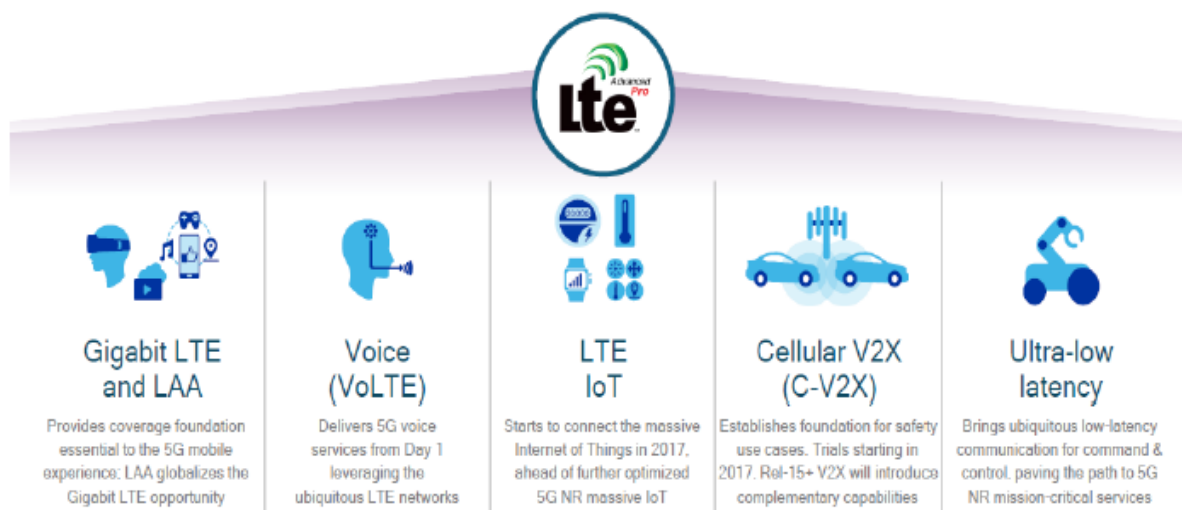 Advanced
Pro
Lte
Gigabit LTE
and LAA
Provides coverage foundation
essential to the 5G mobile
experience: LAA globalizes the
Gigabit LTE opportunity
Voice
(VoLTE)
Delivers 5G voice
services from Day 1
leveraging the
ubiquitous LTE networks
LTE
IoT
Starts to connect the massive
Internet of Things in 2017,
ahead of further optimized
5G NR massive IoT
Cellular V2X
(C-V2X)
Establishes foundation for safety
use cases. Trials starting in
2017. Rel-15+ V2X will introduce
complementary capabilities
Ultra-low
latency
Brings ubiquitous low-latency
communication for command &
control, paving the path to 5G
NR mission-critical services